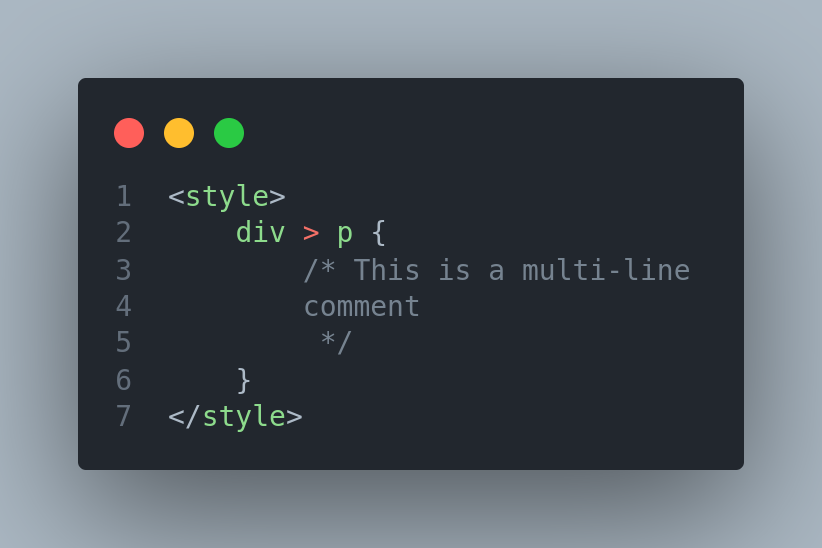 1 <style>
2     div > p {
3         /* This is a multi-line
4         comment
5          */
6     }
7 </style>